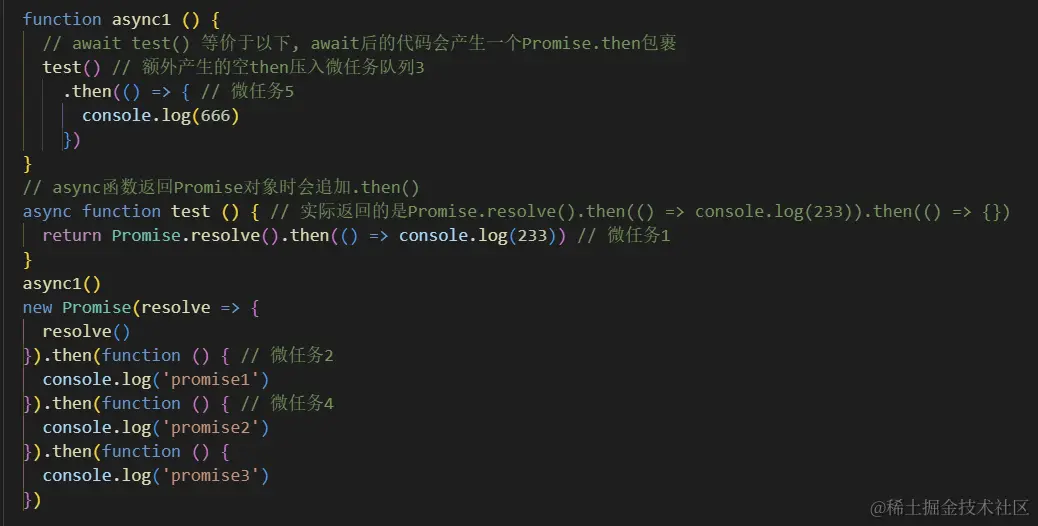 function async1 () {
// await test() 等价于以下, await后的代码会产生一个Promise.then包裹
test() // 额外产生的空then压入微任务队列3
.then(() => { // 微任务5
console.log(666)
})
}
// async函数返回Promise对象时会追加.then()
async function test () { // 实际返回的是Promise.resolve().then(() => console.log(233)).then(() => {})
return Promise.resolve().then(() => console.log(233)) // 微任务1
}
async1()
new Promise(resolve => {
resolve()
}).then(function () { // 微任务2
console.log('promise1')
}).then(function () { // 微任务4
console.log('promise2')
}).then(function () {
console.log('promise3')
})
@稀土掘金技术社区